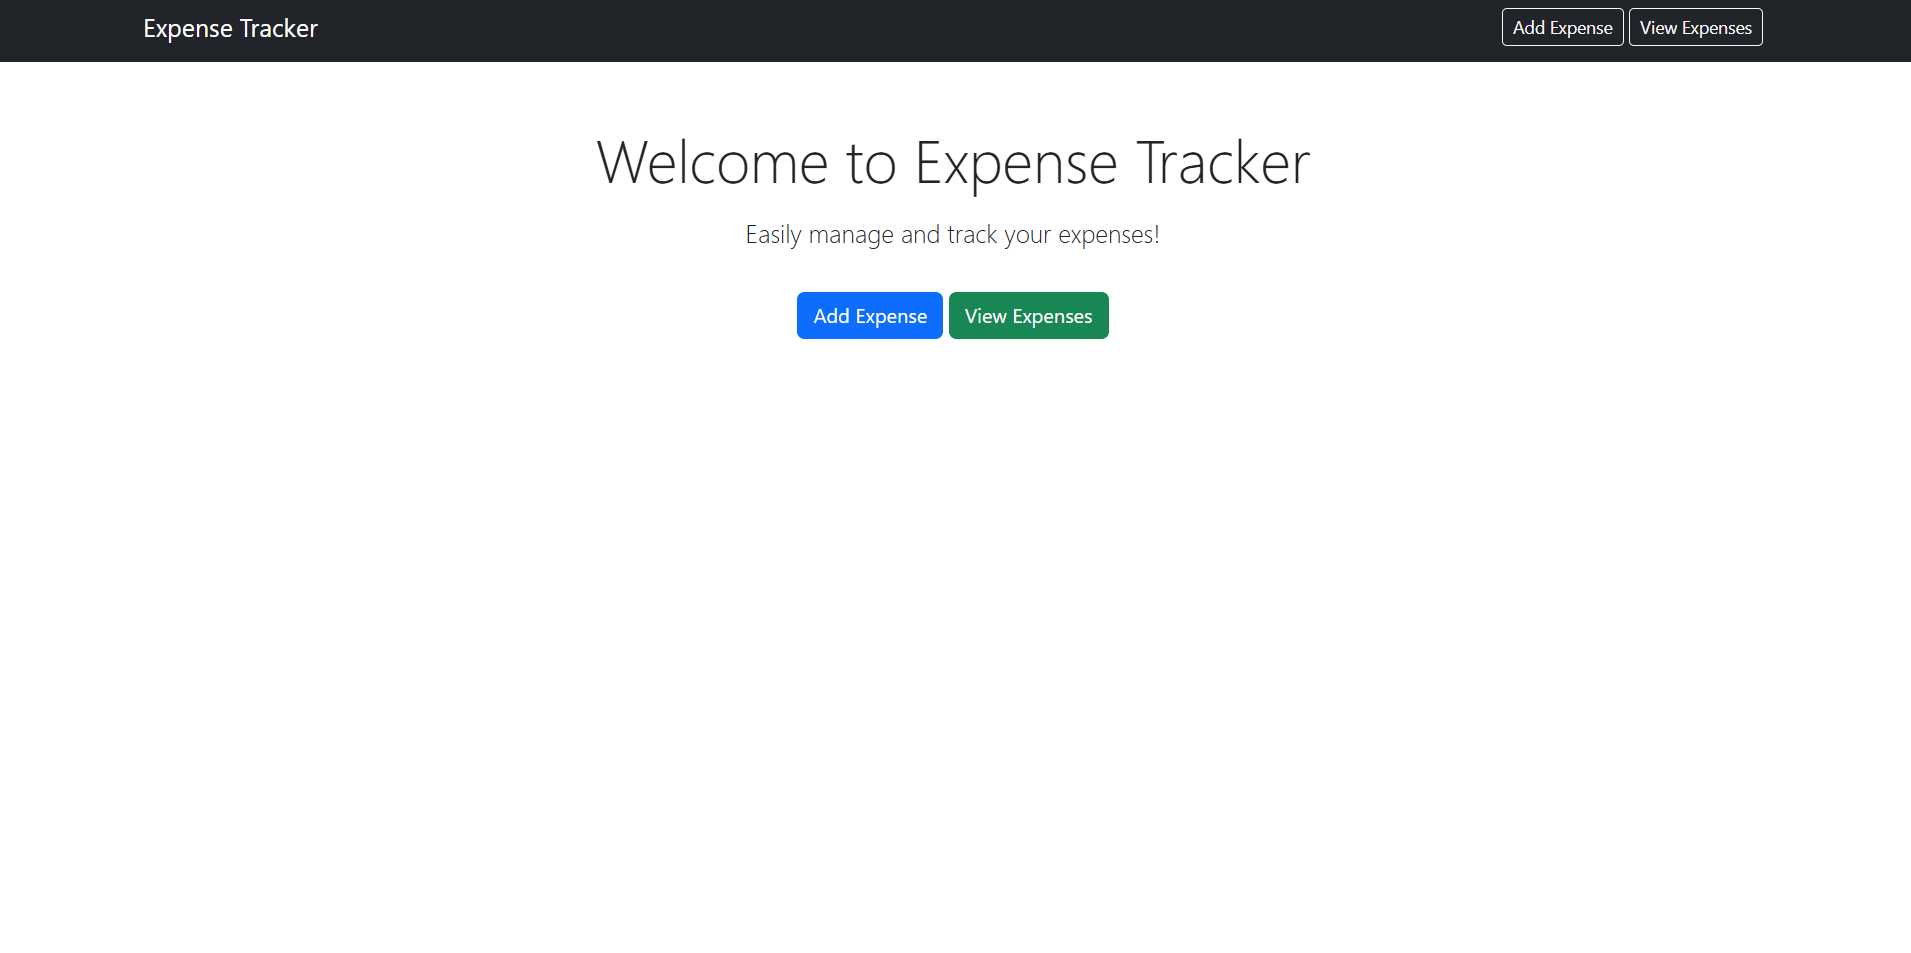 Expense Tracker
Add Expense
View Expenses
Welcome to Expense Tracker
Easily manage and track your expenses!
Add Expense
View Expenses